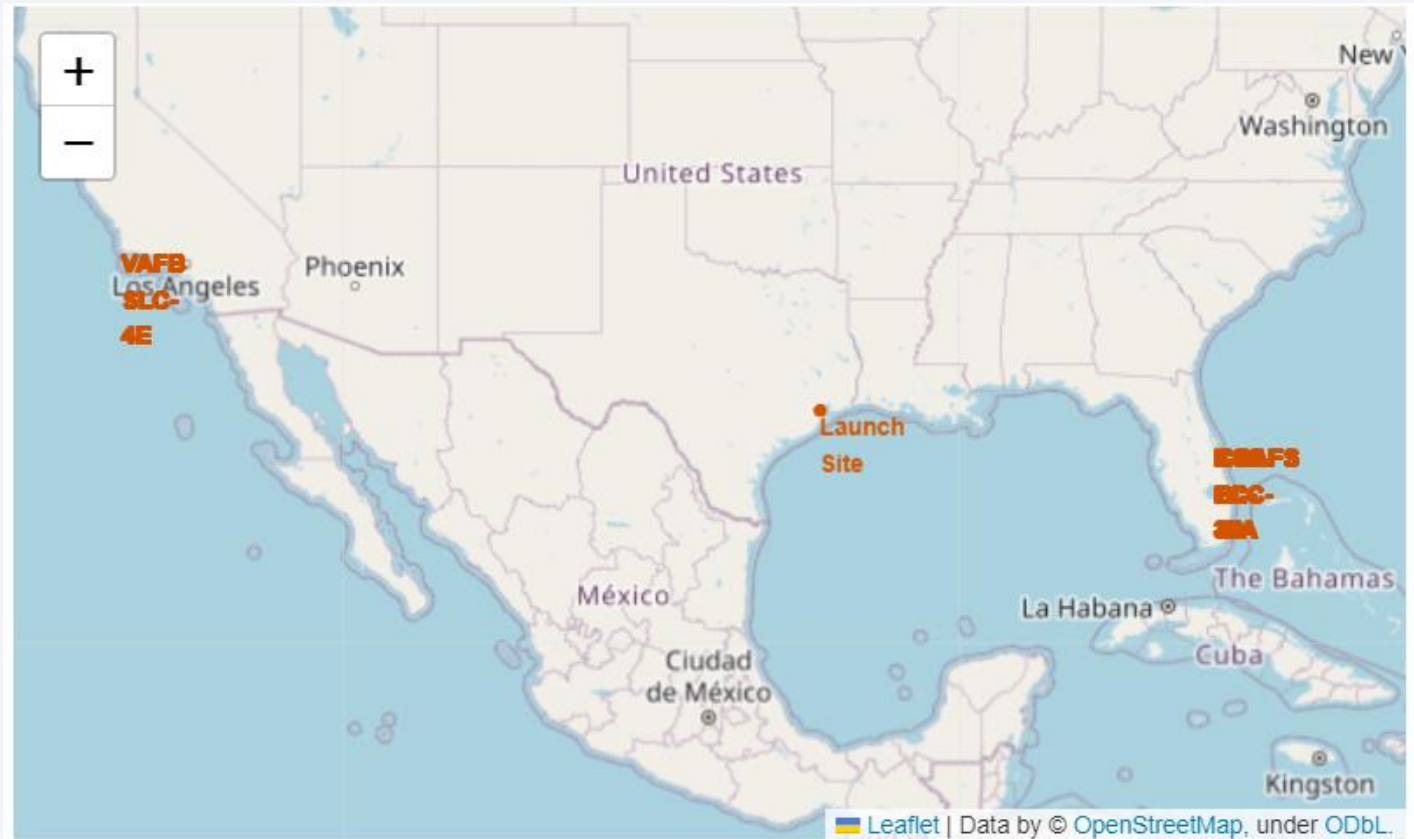 +
−
New
Washington
United States
VAFB
Los Angeles
SLC-
4E
Phoenix
Launch
Site
México
The Bahamas
La Habana
Cuba
Ciudad
de México
Kingston
Leaflet | Data by © OpenStreetMap, under ODbL.